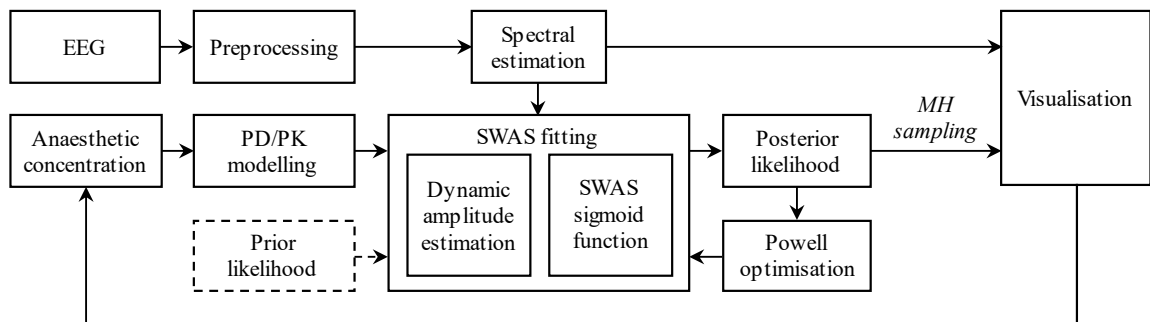 EEG
Preprocessing
Spectral
estimation
Visualisation
Anaesthetic
concentration
PD/PK
modelling
SWAS fitting
Dynamic
amplitude
estimation
SWAS
sigmoid
function
Posterior
likelihood
MH
sampling
Prior
likelihood
Powell
optimisation